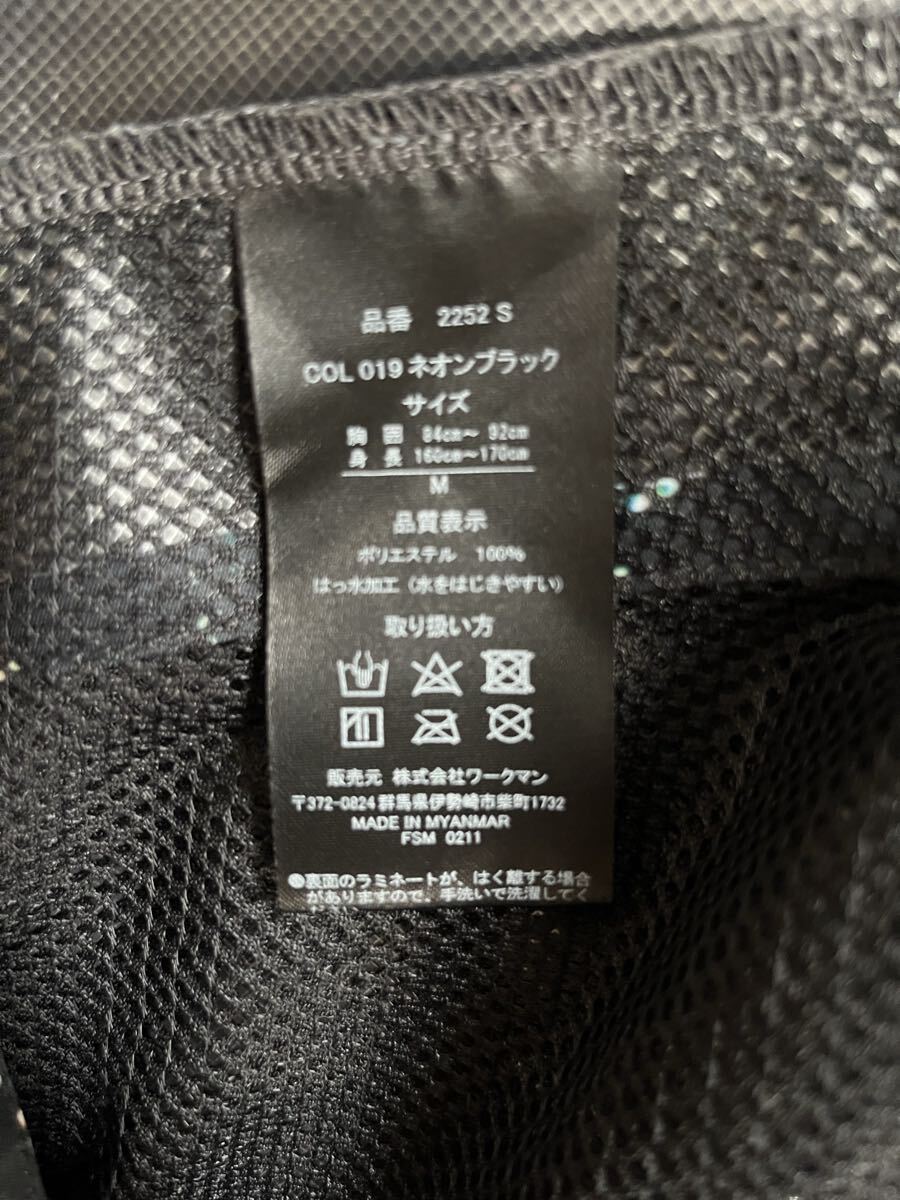 品番 2252 S
COL 019 ネオンブラック
サイズ
胸 囲 84cm～ 92cm
身 長 160cm～170cm
M
品質表示
ポリエステル 100%
はっ水加工（水をはじきやすい）
取り扱い方
販売元 株式会社ワークマン
〒372-0824 群馬県伊勢崎市柴町1732
MADE IN MYANMAR
FSM 0211
裏面のラミネートが、はく離する場合
がありますので、手洗いで洗濯してく